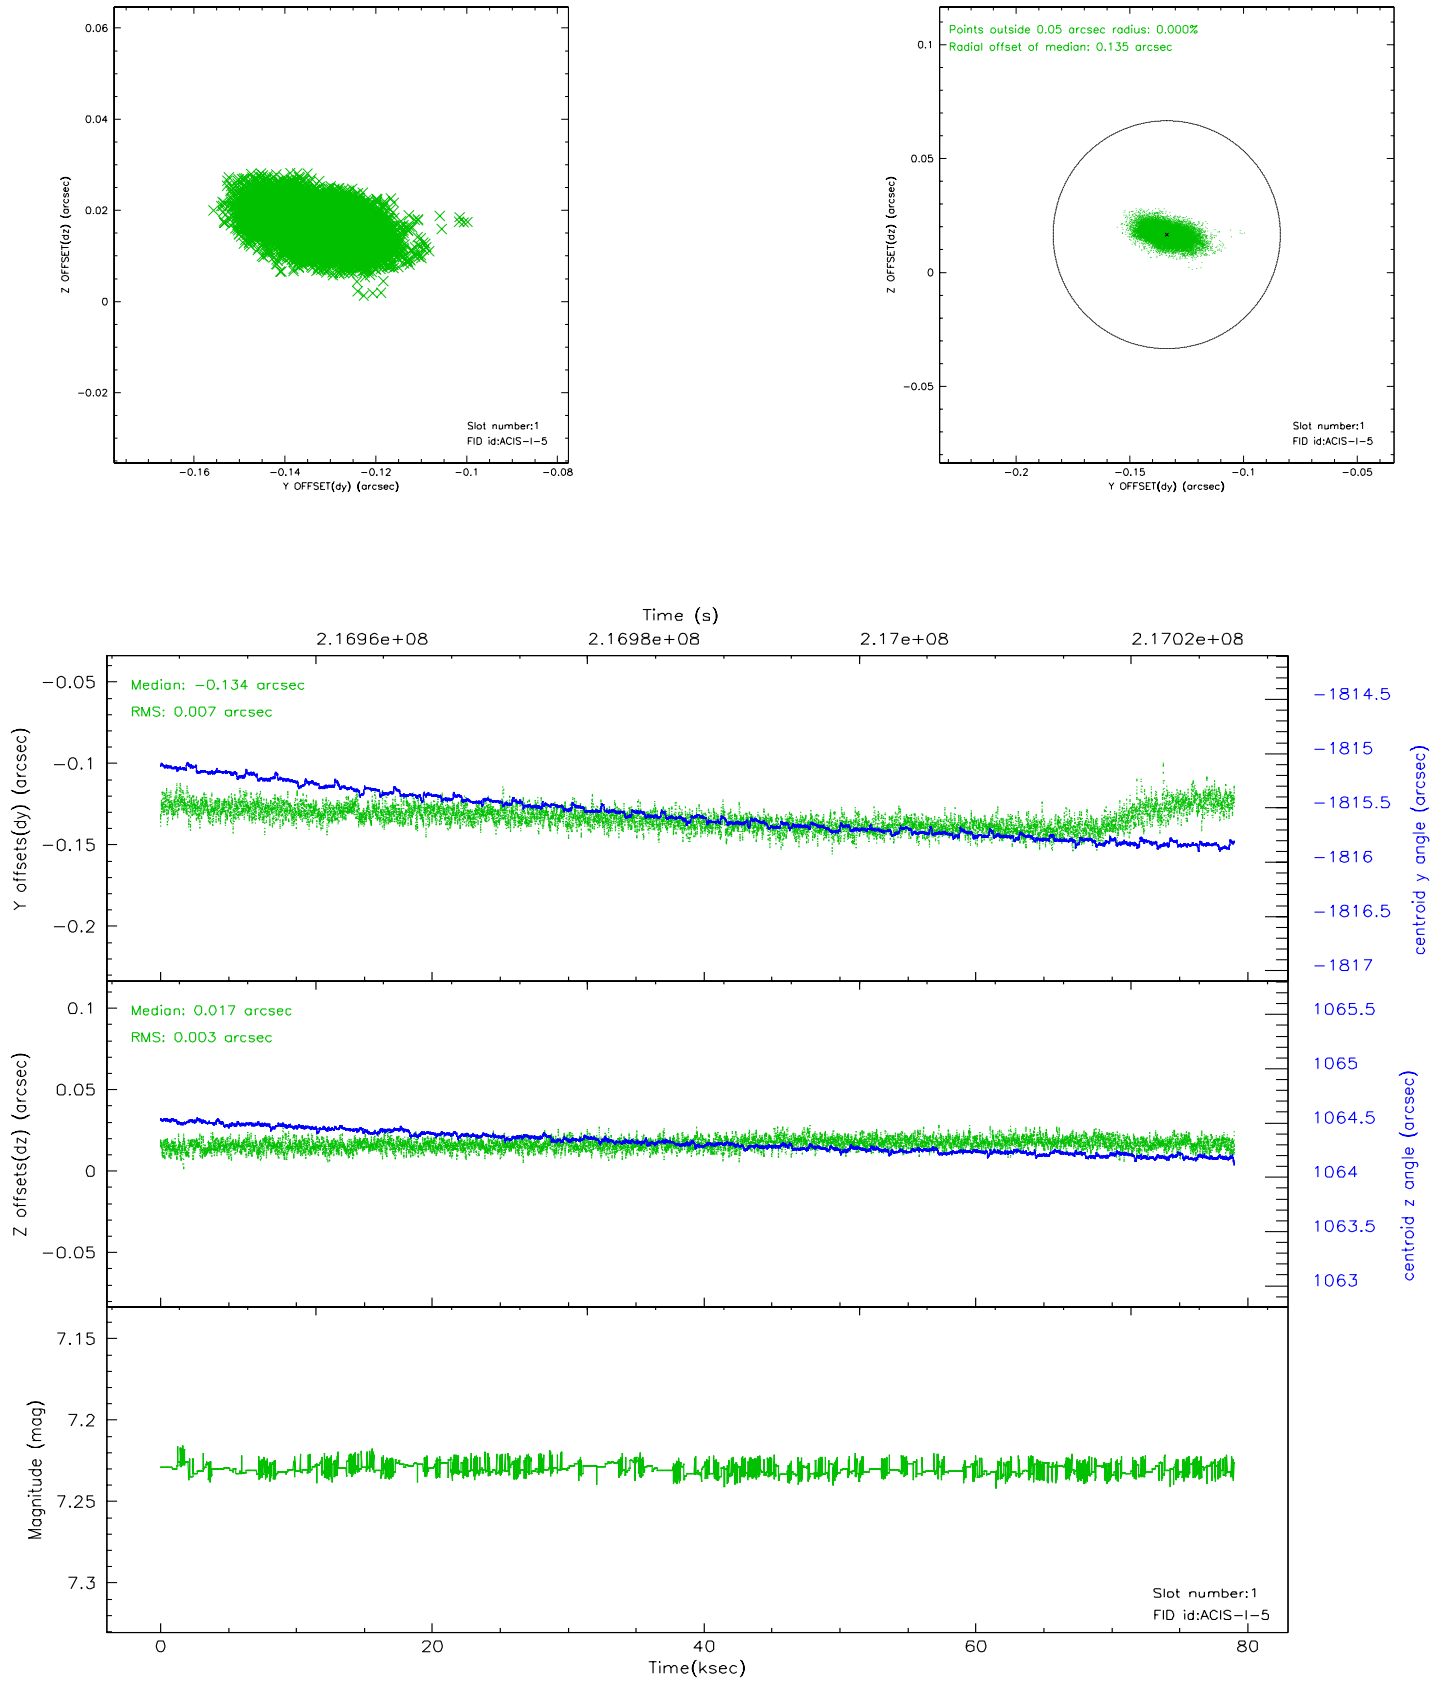 0.06
0.04
0.02
0
−0.02
Z OFFSET(dz) (arcsec)
−0.16 −0.14 −0.12 −0.1 −0.08
Y OFFSET(dy) (arcsec)
Slot number:1
FID id:ACIS−I−5
Points outside 0.05 arcsec radius: 0.000%
Radial offset of median: 0.135 arcsec
0.1
0.05
0
−0.05
Z OFFSET(dz) (arcsec)
−0.2 −0.15 −0.1 −0.05
Y OFFSET(dy) (arcsec)
Slot number:1
FID id:ACIS−I−5
Time (s)
2.1696e+08 2.1698e+08 2.17e+08 2.1702e+08
Median: −0.134 arcsec
RMS: 0.007 arcsec
−0.05
−0.1
−0.15
−0.2
Y offsets(dy) (arcsec)
−1814.5
−1815
−1815.5
−1816
−1816.5
−1817
centroid y angle (arcsec)
Median: 0.017 arcsec
RMS: 0.003 arcsec
0.1
0.05
0
−0.05
Z offsets(dz) (arcsec)
1065.5
1065
1064.5
1064
1063.5
1063
centroid z angle (arcsec)
7.15
7.2
7.25
7.3
Magnitude (mag)
Slot number:1
FID id:ACIS−I−5
0 20 40 60 80
Time(ksec)